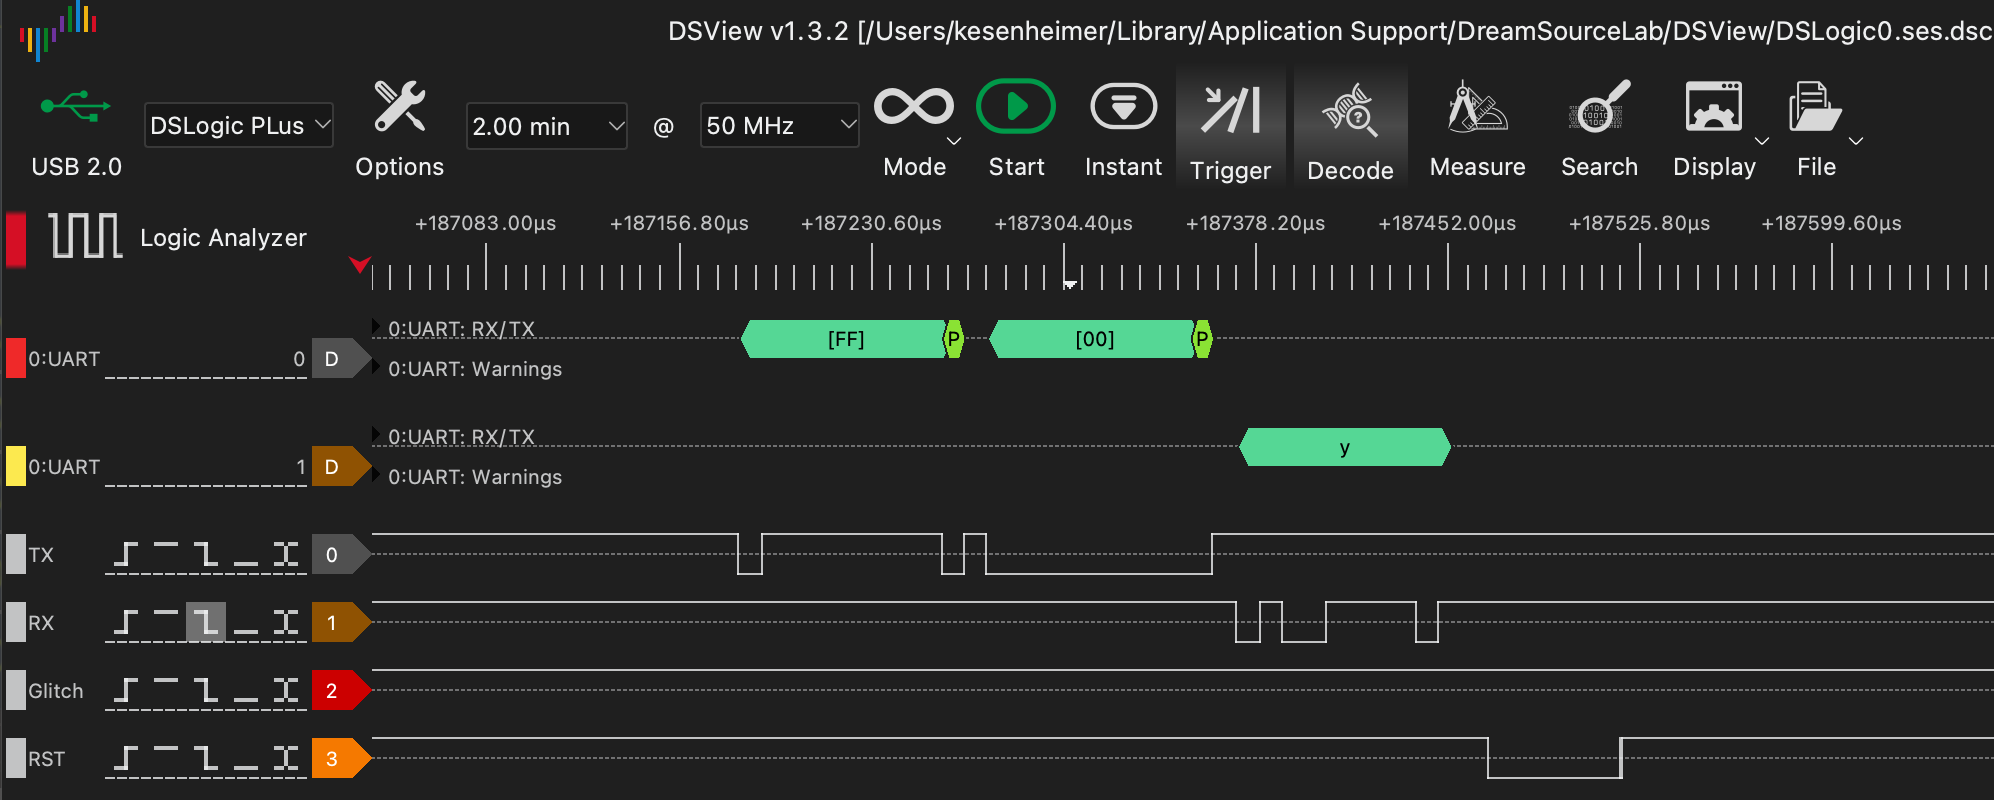 DSView v1.3.2 [/Users/kesenheimer/Library/Application Support/DreamSourceLab/DSView/DSLogic0.ses.dsc
USB 2.0
DSLogic PLus
Options
2.00 min
@
50 MHz
Mode
Start
Instant
Trigger
Decode
Measure
Search
Display
File
Logic Analyzer
+187083.00µs +187156.80µs +187230.60µs +187304.40µs +187378.20µs +187452.00µs +187525.80µs +187599.60µs
0:UART 0 D
0:UART: RX/TX
[FF] P [00] P
0:UART: Warnings
0:UART 1 D
0:UART: RX/TX
y
0:UART: Warnings
TX 0
RX 1
Glitch 2
RST 3